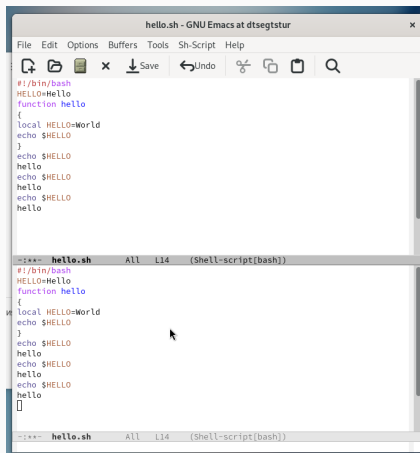 hello.sh - GNU Emacs at dtsegtstur ×
File Edit Options Buffers Tools Sh-Script Help
Save Undo
#!/bin/bash
HELLO=Hello
function hello
{
local HELLO=World
echo $HELLO
}
echo $HELLO
hello
echo $HELLO
hello
echo $HELLO
hello
-:**- hello.sh All L14 (Shell-script[bash])
#!/bin/bash
HELLO=Hello
function hello
{
local HELLO=World
echo $HELLO
}
echo $HELLO
hello
echo $HELLO
hello
echo $HELLO
hello
-:**- hello.sh All L14 (Shell-script[bash])